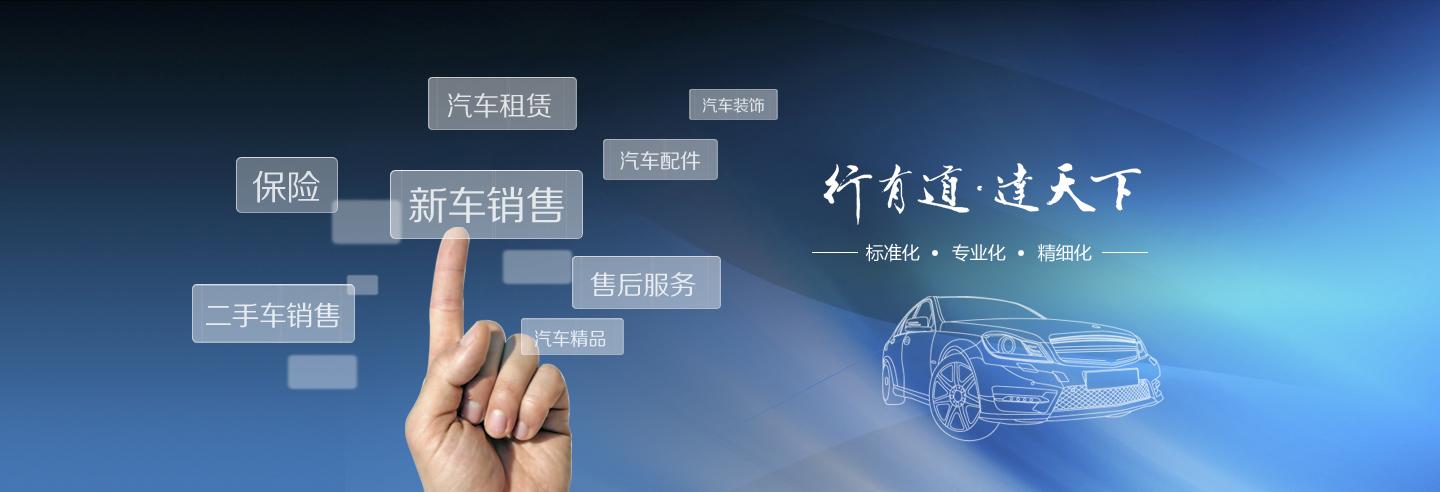 汽车租赁
汽车装饰
汽车配件
保险
新车销售
售后服务
二手车销售
汽车精品
行有道·達天下
标准化 • 专业化 • 精细化